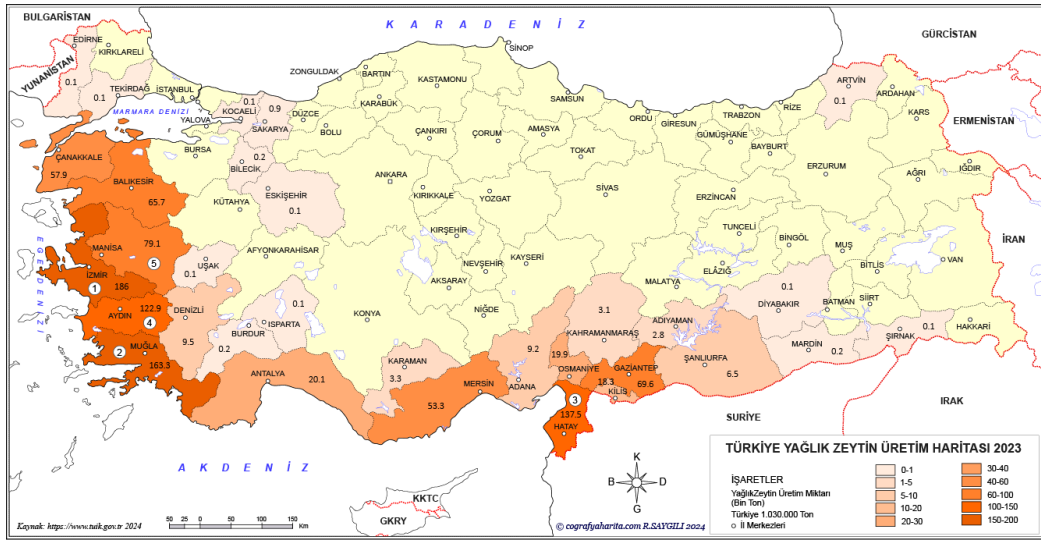 BULGARİSTAN
K A R A D E N İ Z
GÜRCİSTAN
YUNANİSTAN
ERMENİSTAN
İRAN
IRAK
SURİYE
KKTC
GKRY
MARMARA DENİZİ
E G E D E N İ Z İ
A K D E N İ Z
EDİRNE
0.1
KIRKLARELİ
TEKİRDAĞ
0.1
İSTANBUL
YALOVA
KOCAELİ
0.1
SAKARYA
0.9
DÜZCE
ZONGULDAK
BARTIN
KARABÜK
KASTAMONU
SİNOP
BOLU
ÇANKIRI
ÇORUM
SAMSUN
AMASYA
TOKAT
ORDU
GİRESUN
TRABZON
GÜMÜŞHANE
BAYBURT
RİZE
ARTVİN
0.1
ARDAHAN
KARS
IĞDIR
AĞRI
ERZURUM
ERZİNCAN
SİVAS
YOZGAT
KIRIKKALE
ANKARA
ESKİŞEHİR
0.1
BİLECİK
0.2
BURSA
ÇANAKKALE
57.9
BALIKESİR
65.7
KÜTAHYA
MANİSA
79.1
5
UŞAK
0.1
AFYONKARAHİSAR
İZMİR
1
186
AYDIN
122.9
4
DENİZLİ
9.5
MUĞLA
2
163.3
BURDUR
0.2
ISPARTA
0.1
ANTALYA
20.1
KONYA
KARAMAN
3.3
MERSİN
53.3
AKSARAY
KIRŞEHİR
NEVŞEHİR
NİĞDE
KAYSERİ
ADANA
9.2
OSMANİYE
19.9
HATAY
137.5
3
KAHRAMANMARAŞ
3.1
GAZİANTEP
69.6
KİLİS
18.3
ADIYAMAN
2.8
ŞANLIURFA
6.5
MALATYA
ELÂZIĞ
TUNCELİ
BİNGÖL
MUŞ
BİTLİS
VAN
DİYABAKIR
0.1
BATMAN
SİİRT
MARDİN
0.2
ŞIRNAK
0.1
HAKKARİ
K
B
D
G
TÜRKİYE YAĞLIK ZEYTİN ÜRETİM HARİTASI 2023
İŞARETLER
YağlıkZeytin Üretim Miktarı
(Bin Ton)
Türkiye 1.030.000 Ton
İl Merkezleri
0-1
1-5
5-10
10-20
20-30
30-40
40-60
60-100
100-150
150-200
Kaynak: https://www.tuik.gov.tr 2024
50 25 0 50 100 150 Km
© cografyaharita.com R.SAYGILI 2024